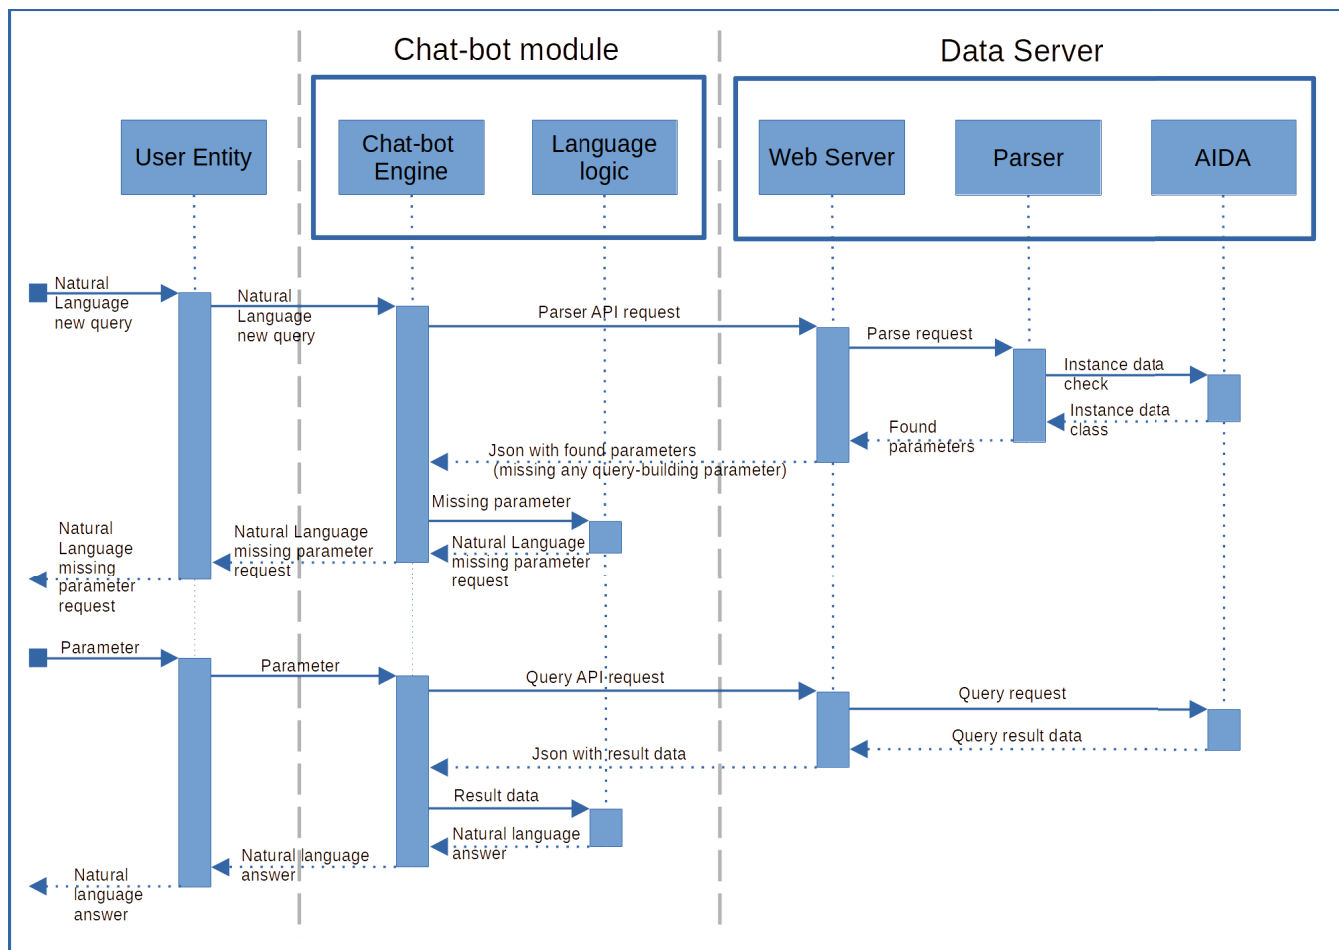 Chat-bot module
Data Server
User Entity
Chat-bot
Engine
Language
logic
Web Server
Parser
AIDA
Natural
Language
new query
Natural
Language
new query
Parser API request
Parse request
Instance data
check
Instance data
class
Found
parameters
Json with found parameters
(missing any query-building parameter)
Missing parameter
Natural Language
missing parameter
request
Natural Language
missing parameter
request
Natural
Language
missing
parameter
request
Parameter
Parameter
Query API request
Query request
Query result data
Json with result data
Result data
Natural language
answer
Natural language
answer
Natural
language
answer